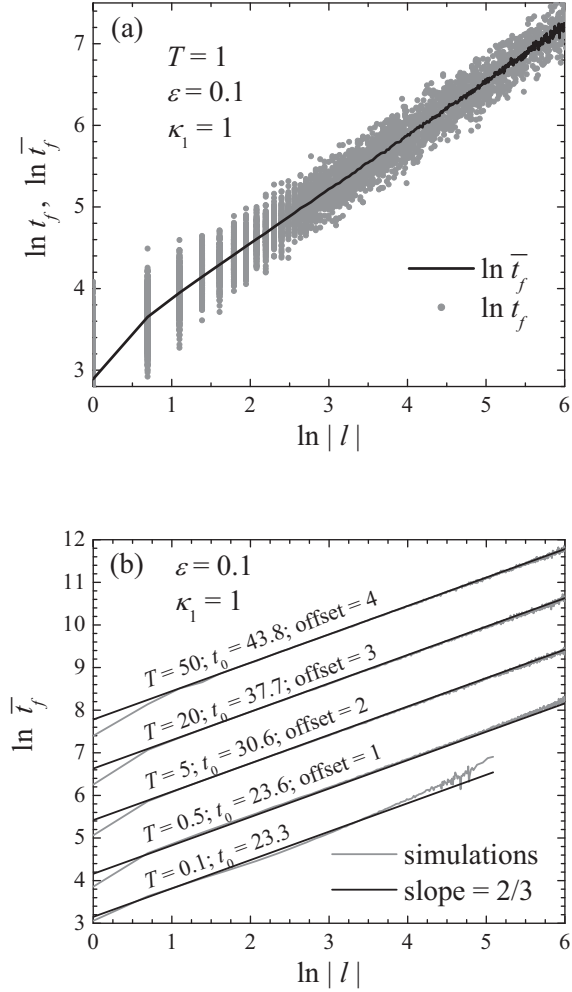 (a)
T = 1
ε = 0.1
κ₁ = 1
ln t̅_f
ln t_f
ln t_f , ln t̅_f
7
6
5
4
3
0 1 2 3 4 5 6
ln | l |
(b)
ε = 0.1
κ₁ = 1
T = 50; t₀ = 43.8; offset = 4
T = 20; t₀ = 37.7; offset = 3
T = 5; t₀ = 30.6; offset = 2
T = 0.5; t₀ = 23.6; offset = 1
T = 0.1; t₀ = 23.3
simulations
slope = 2/3
ln t̅_f
12
11
10
9
8
7
6
5
4
3
0 1 2 3 4 5 6
ln | l |